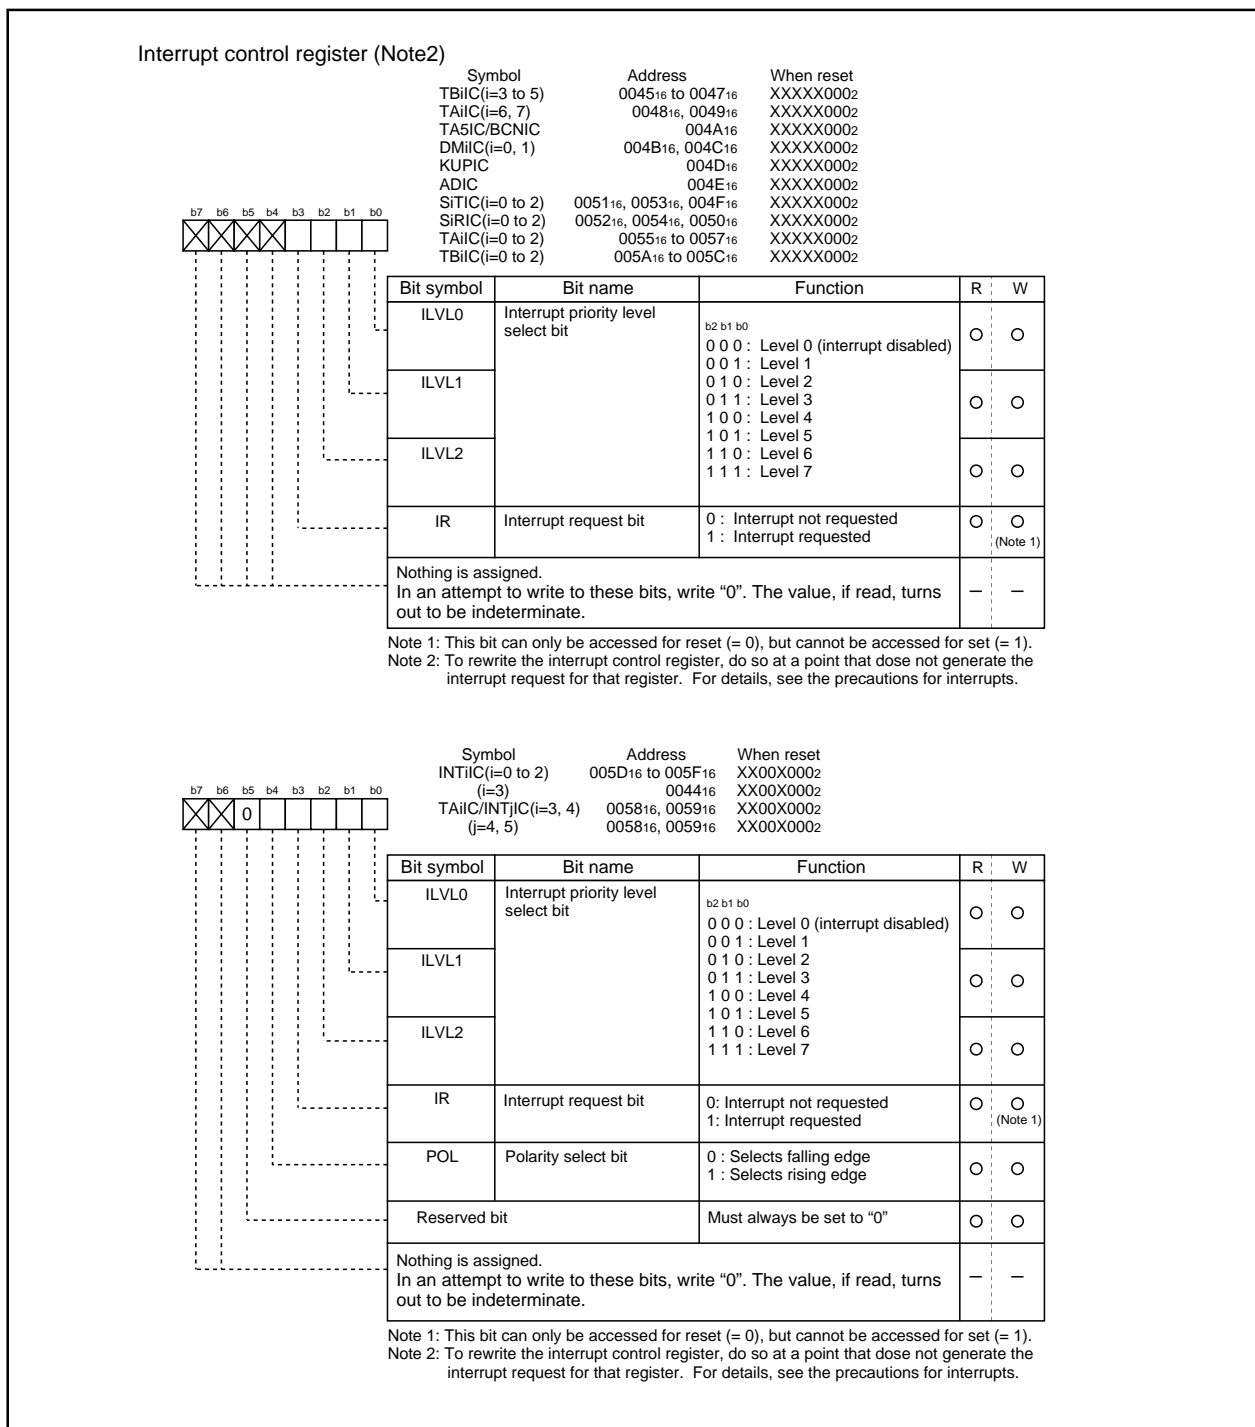 Interrupt control register (Note2)
Symbol Address When reset
TBiIC(i=3 to 5) 004516 to 004716 XXXXX0002
TAiIC(i=6, 7) 004816, 004916 XXXXX0002
TA5IC/BCNIC 004A16 XXXXX0002
DMiIC(i=0, 1) 004B16, 004C16 XXXXX0002
KUPIC 004D16 XXXXX0002
ADIC 004E16 XXXXX0002
SiTIC(i=0 to 2) 005116, 005316, 004F16 XXXXX0002
SiRIC(i=0 to 2) 005216, 005416, 005016 XXXXX0002
TAiIC(i=0 to 2) 005516 to 005716 XXXXX0002
TBiIC(i=0 to 2) 005A16 to 005C16 XXXXX0002
b7 b6 b5 b4 b3 b2 b1 b0
Bit symbol Bit name Function R W
ILVL0 Interrupt priority level
select bit
b2 b1 b0
0 0 0 : Level 0 (interrupt disabled)
0 0 1 : Level 1
ILVL1 0 1 0 : Level 2
0 1 1 : Level 3
1 0 0 : Level 4
1 0 1 : Level 5
ILVL2 1 1 0 : Level 6
1 1 1 : Level 7
IR Interrupt request bit 0 : Interrupt not requested
1 : Interrupt requested
(Note 1)
Nothing is assigned.
In an attempt to write to these bits, write “0”. The value, if read, turns
out to be indeterminate.
– –
Note 1: This bit can only be accessed for reset (= 0), but cannot be accessed for set (= 1).
Note 2: To rewrite the interrupt control register, do so at a point that dose not generate the
interrupt request for that register. For details, see the precautions for interrupts.
Symbol Address When reset
INTiIC(i=0 to 2) 005D16 to 005F16 XX00X0002
(i=3) 004416 XX00X0002
TAiIC/INTjIC(i=3, 4) 005816, 005916 XX00X0002
(j=4, 5) 005816, 005916 XX00X0002
b7 b6 b5 b4 b3 b2 b1 b0
0
Bit symbol Bit name Function R W
ILVL0 Interrupt priority level
select bit
b2 b1 b0
0 0 0 : Level 0 (interrupt disabled)
0 0 1 : Level 1
ILVL1 0 1 0 : Level 2
0 1 1 : Level 3
1 0 0 : Level 4
1 0 1 : Level 5
ILVL2 1 1 0 : Level 6
1 1 1 : Level 7
IR Interrupt request bit 0: Interrupt not requested
1: Interrupt requested
(Note 1)
POL Polarity select bit 0 : Selects falling edge
1 : Selects rising edge
Reserved bit Must always be set to “0”
Nothing is assigned.
In an attempt to write to these bits, write “0”. The value, if read, turns
out to be indeterminate.
– –
Note 1: This bit can only be accessed for reset (= 0), but cannot be accessed for set (= 1).
Note 2: To rewrite the interrupt control register, do so at a point that dose not generate the
interrupt request for that register. For details, see the precautions for interrupts.